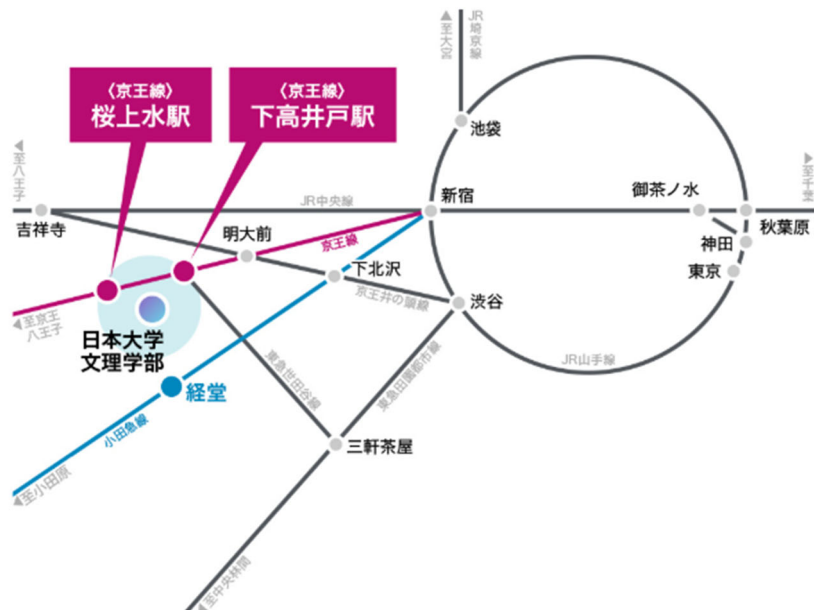 至大宮
JR埼京線
〈京王線〉
桜上水駅
〈京王線〉
下高井戸駅
池袋
至八王子
至千葉
JR中央線
新宿
御茶ノ水
吉祥寺
明大前
京王線
秋葉原
神田
下北沢
東京
京王井の頭線
渋谷
至京王
八王子
日本大学
文理学部
JR山手線
東急世田谷線
東急田園都市線
経堂
小田急線
三軒茶屋
至小田原
至中央林間